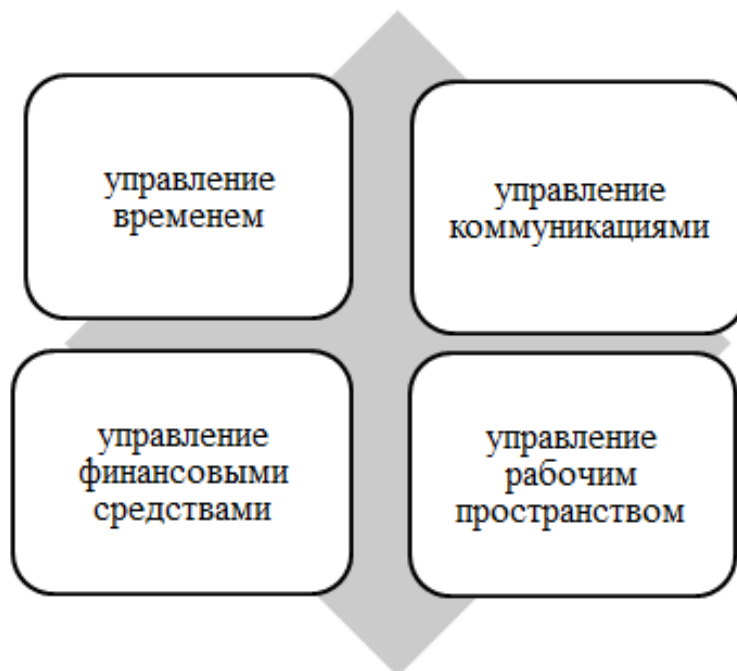 управление
временем
управление
коммуникациями
управление
финансовыми
средствами
управление
рабочим
пространством